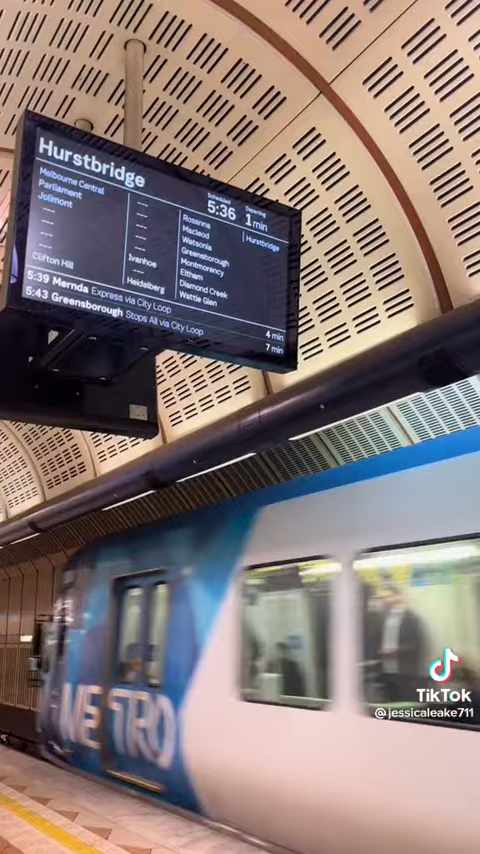 Hurstbridge
Scheduled
Departing
5:36
1 min
Melbourne Central
Parliament
Jolimont
---
---
---
Clifton Hill
---
---
---
---
Ivanhoe
---
Heidelberg
Rosanna
Macleod
Watsonia
Greensborough
Montmorency
Eltham
Diamond Creek
Wattle Glen
Hurstbridge
5:39 Mernda Express via City Loop 4 min
5:43 Greensborough Stops All via City Loop 7 min
METRO
TikTok
@jessicaleake711